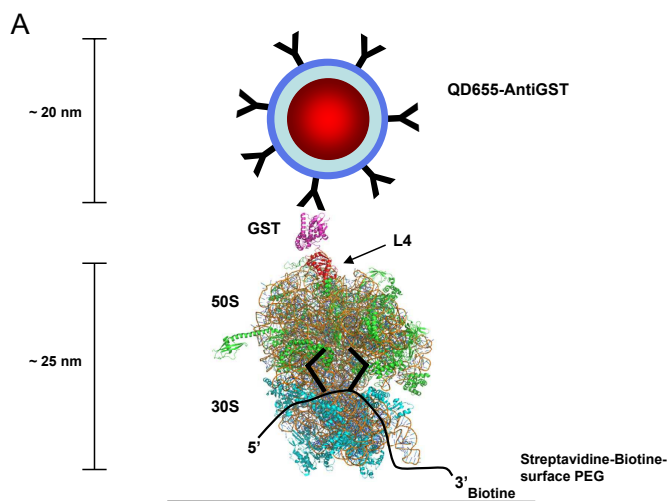 A
QD655-AntiGST
~ 20 nm
GST
L4
50S
~ 25 nm
30S
5’
Streptavidine-Biotine-
surface PEG
3’
Biotine